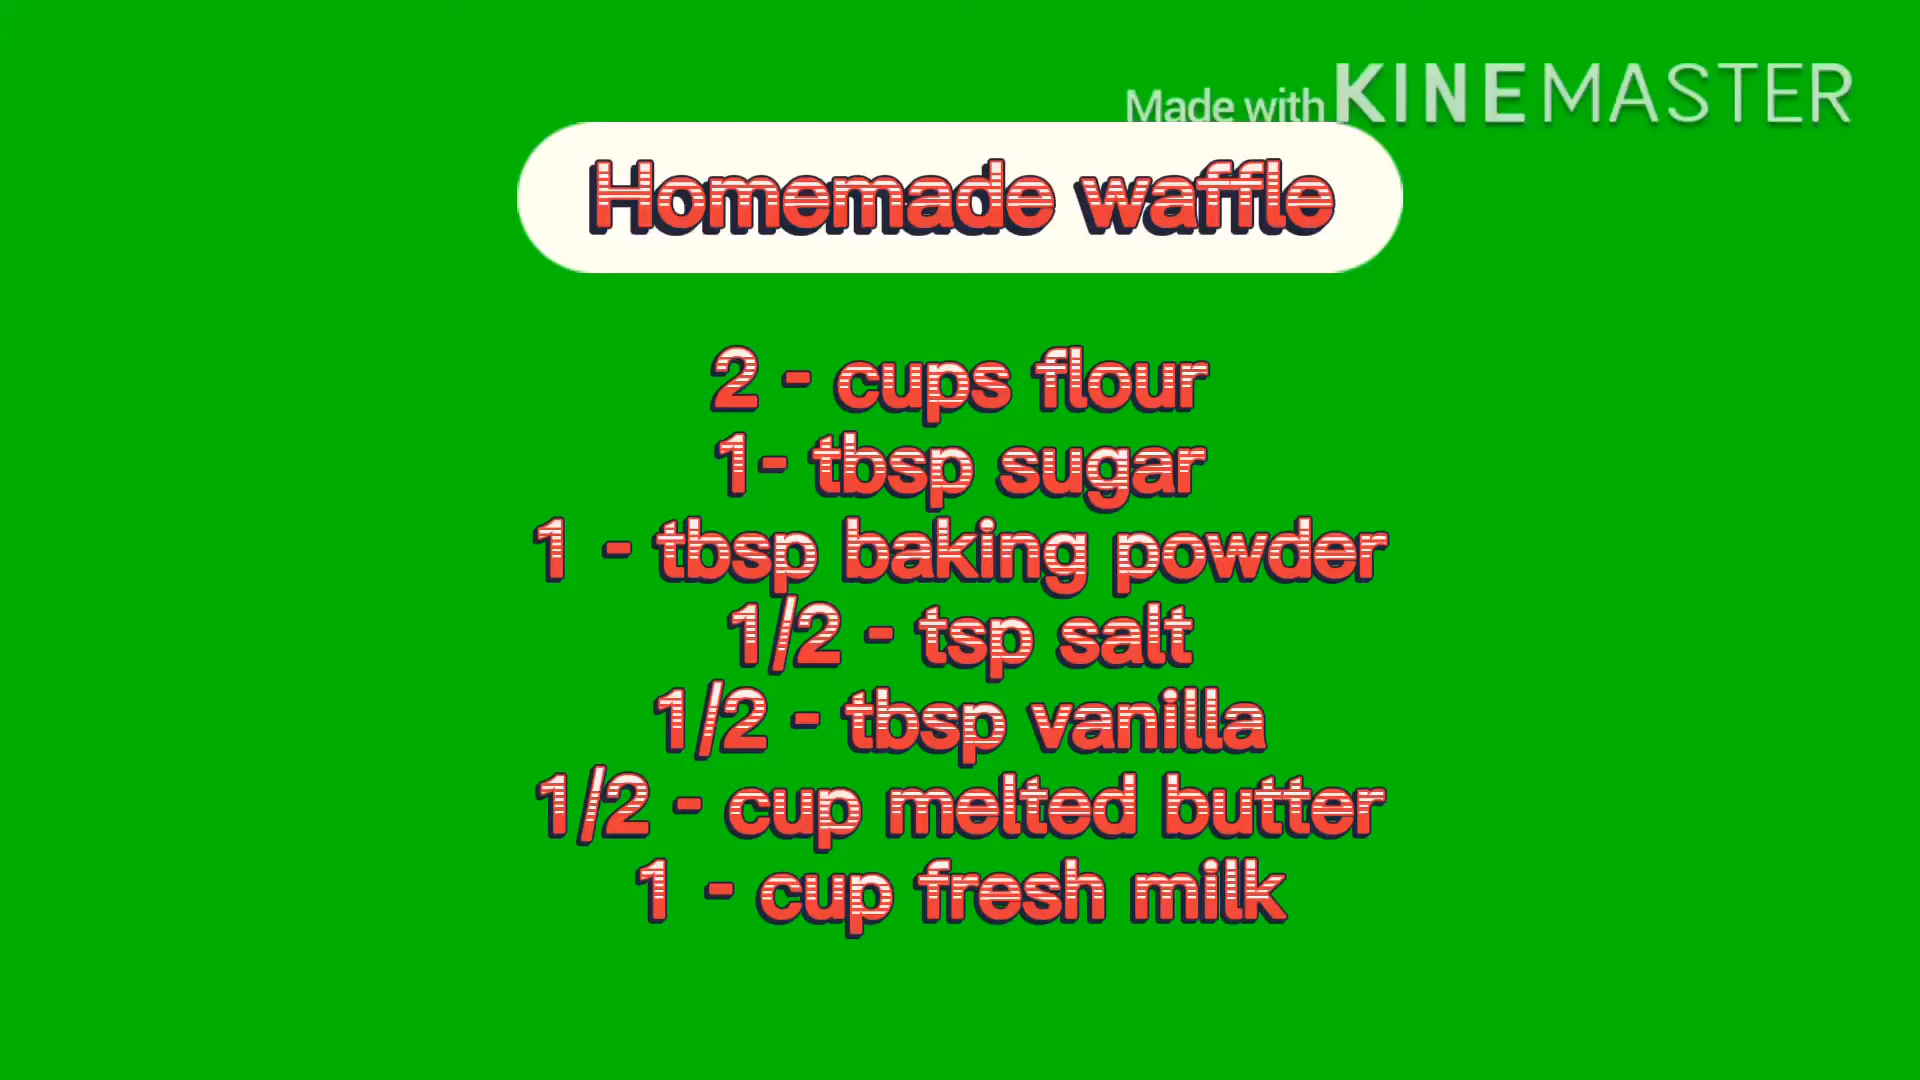 Made with KINEMASTER
Homemade waffle
2 - cups flour
1- tbsp sugar
1 - tbsp baking powder
1/2 - tsp salt
1/2 - tbsp vanilla
1/2 - cup melted butter
1 - cup fresh milk